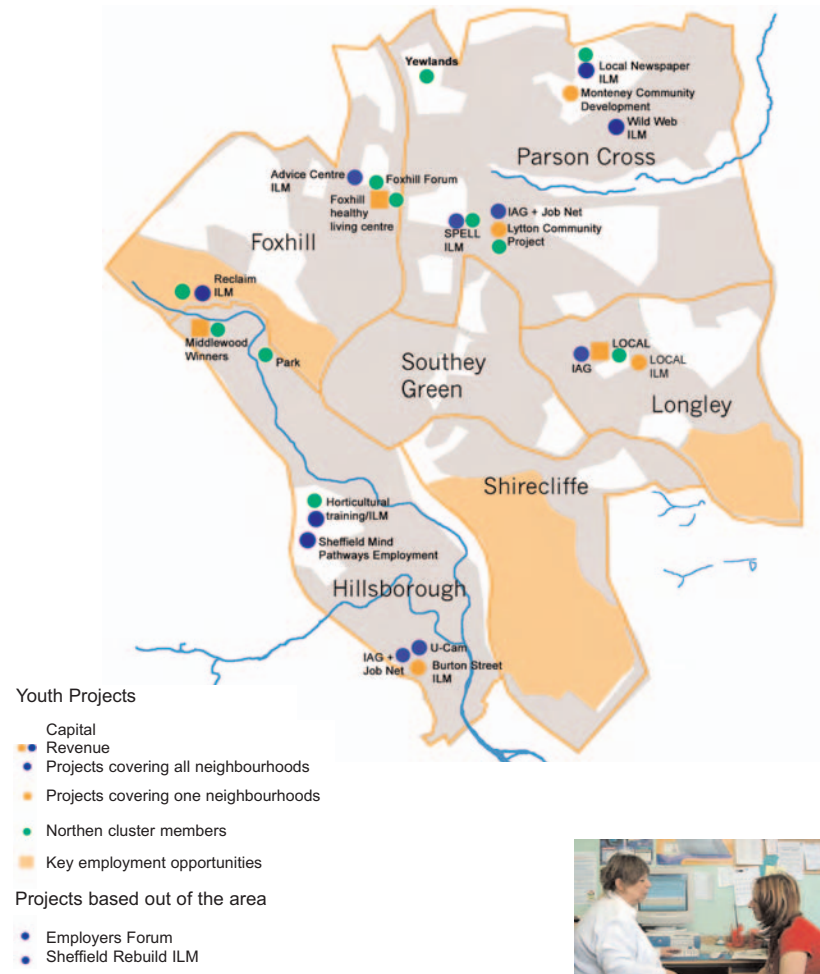 Yewlands
Local Newspaper
ILM
Monteney Community
Development
Wild Web
ILM
Parson Cross
Advice Centre
ILM
Foxhill Forum
Foxhill
healthy
living centre
Foxhill
IAG + Job Net
Lytton Community
Project
SPELL
ILM
Reclaim
ILM
Middlewood
Winners
Park
Southey
Green
LOCAL
IAG
LOCAL
ILM
Longley
Shirecliffe
Horticultural
training/ILM
Sheffield Mind
Pathways Employment
Hillsborough
U-Cam
IAG +
Job Net
Burton Street
ILM
Youth Projects
Capital
Revenue
Projects covering all neighbourhoods
Projects covering one neighbourhoods
Northen cluster members
Key employment opportunities
Projects based out of the area
Employers Forum
Sheffield Rebuild ILM